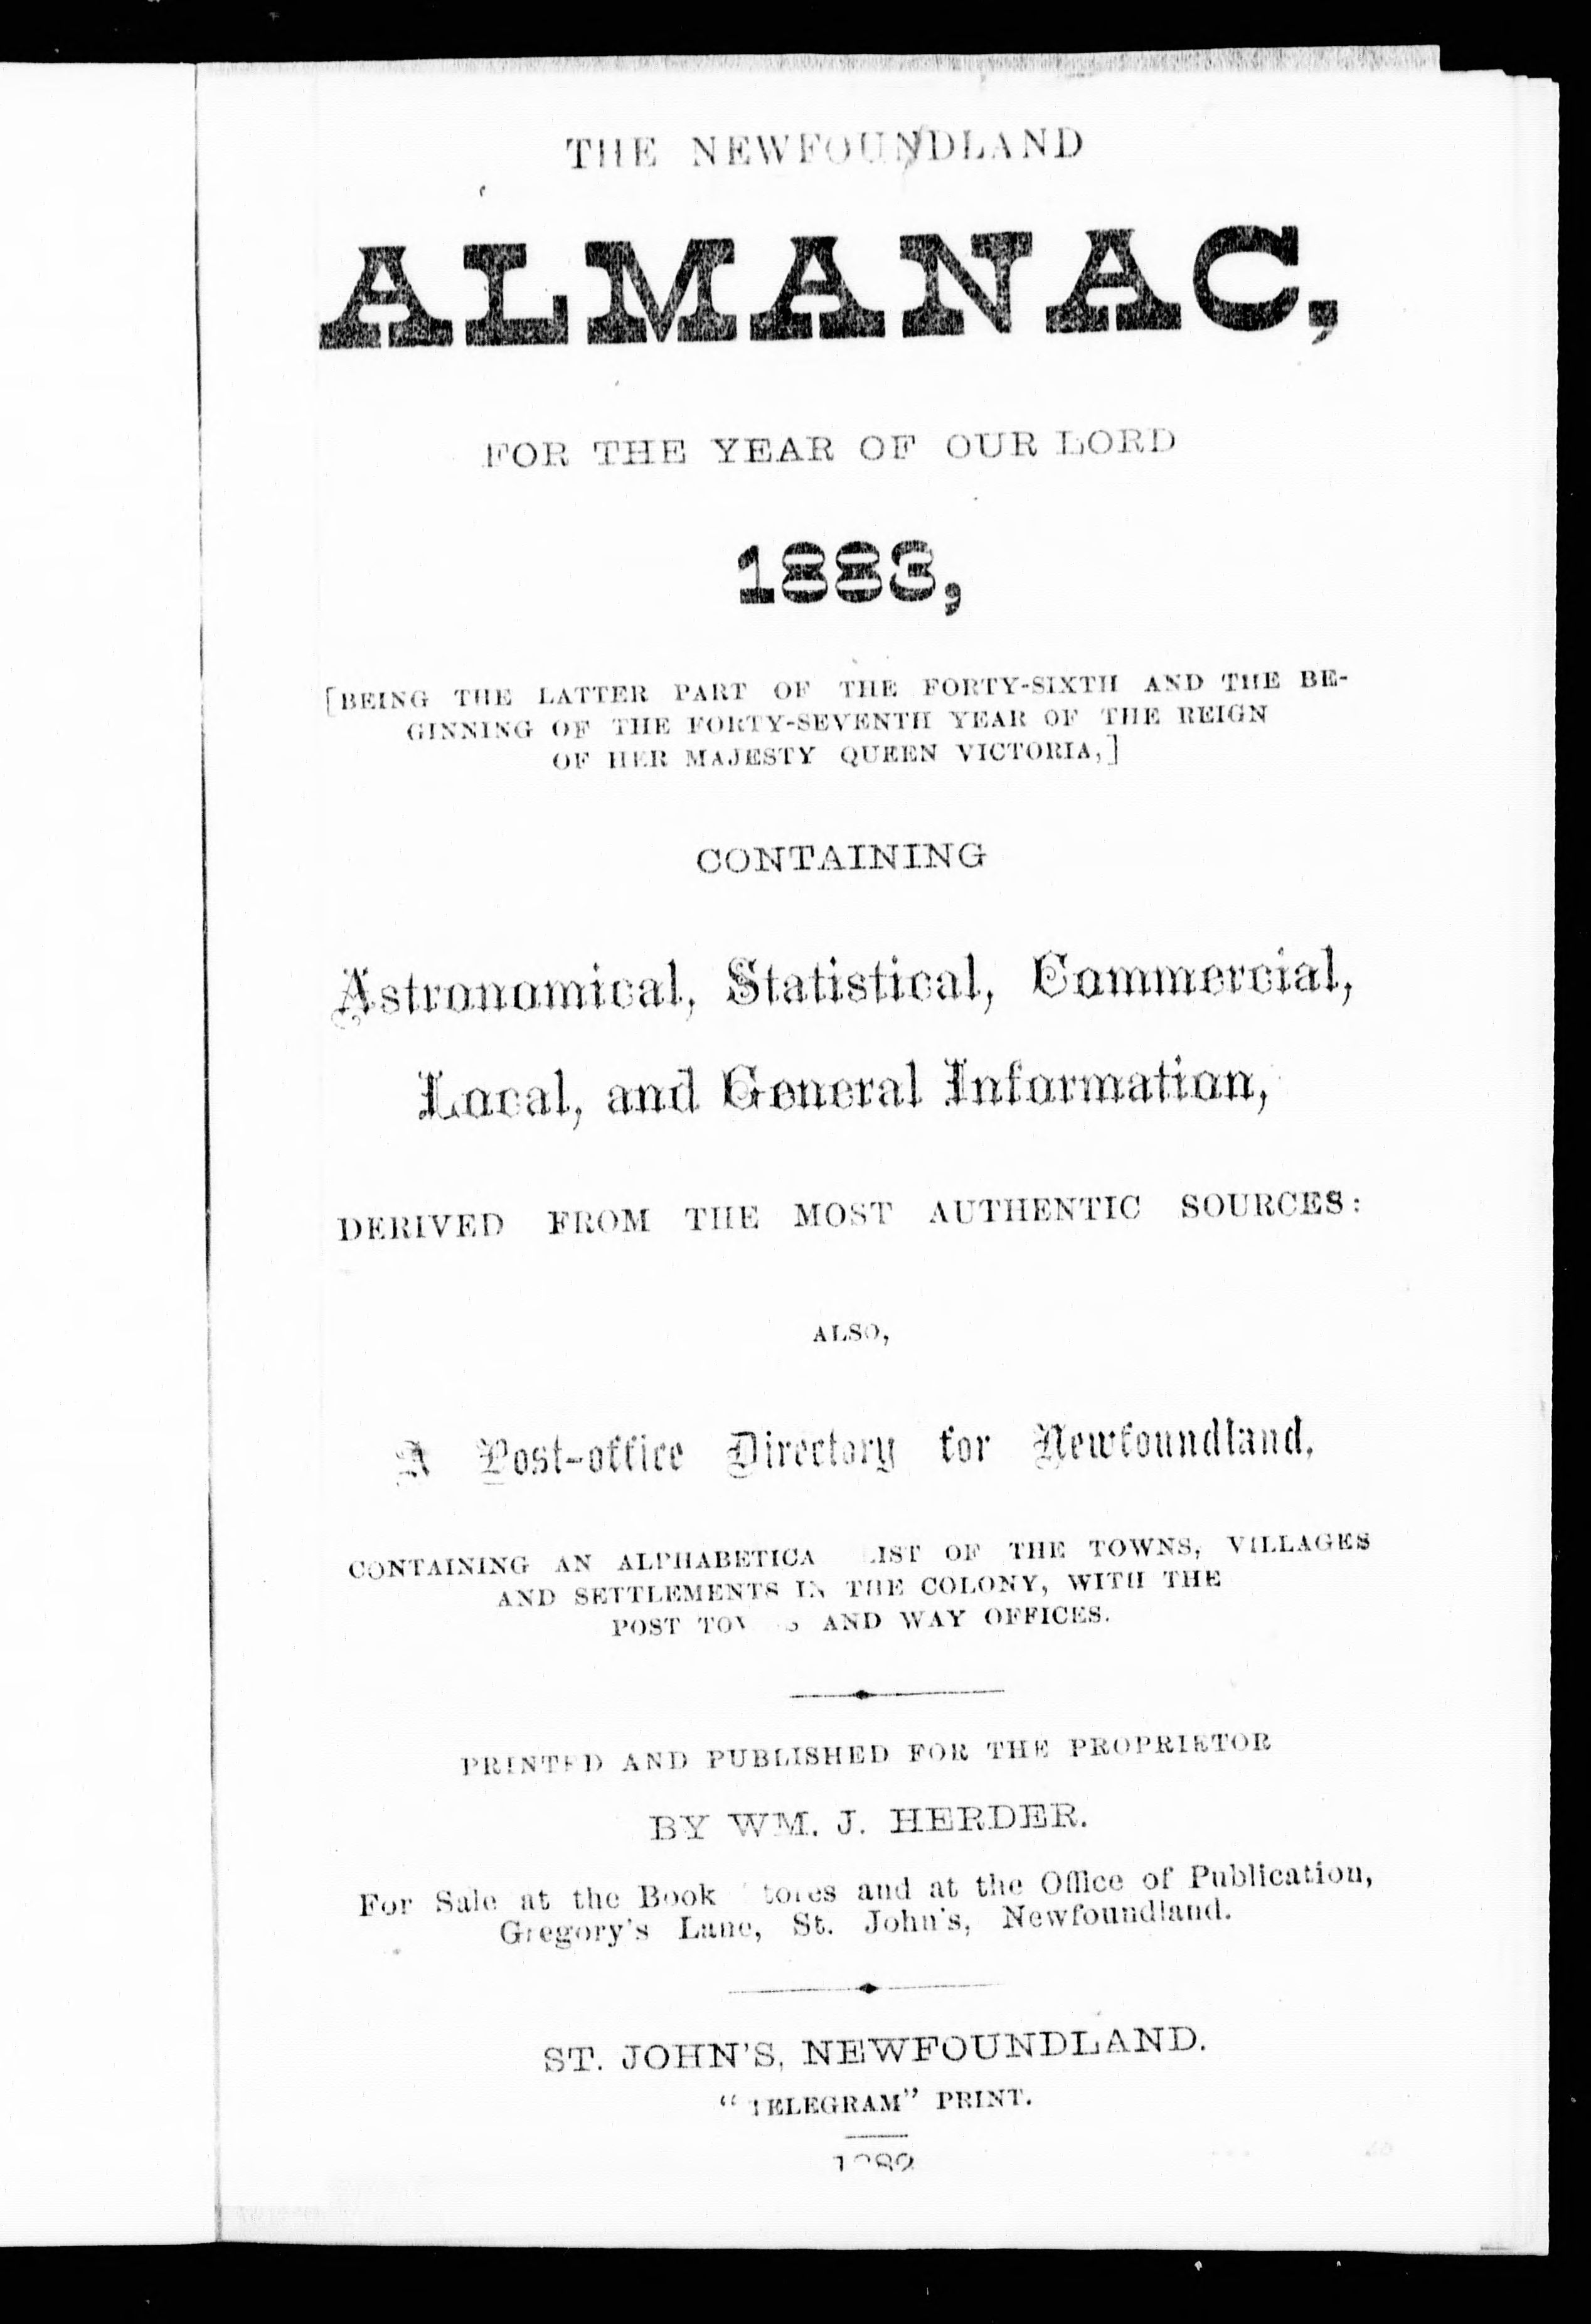 THE NEWFOUNDLAND
ALMANAC,
FOR THE YEAR OF OUR LORD
1883,
[BEING THE LATTER PART OF THE FORTY-SIXTH AND THE BE-
GINNING OF THE FORTY-SEVENTH YEAR OF THE REIGN
OF HER MAJESTY QUEEN VICTORIA,]
CONTAINING
Astronomical, Statistical, Commercial,
Local, and General Information,
DERIVED FROM THE MOST AUTHENTIC SOURCES:
ALSO,
A Post-office Directory for Newfoundland,
CONTAINING AN ALPHABETICA LIST OF THE TOWNS, VILLAGES
AND SETTLEMENTS IN THE COLONY, WITH THE
POST AND WAY OFFICES.
PRINTED AND PUBLISHED FOR THE PROPRIETOR
BY WM. J. HERDER.
For Sale at the Book tores and at the Office of Publication,
Gregory's Lane, St. John's, Newfoundland.
ST. JOHN'S, NEWFOUNDLAND.
"TELEGRAM" PRINT.